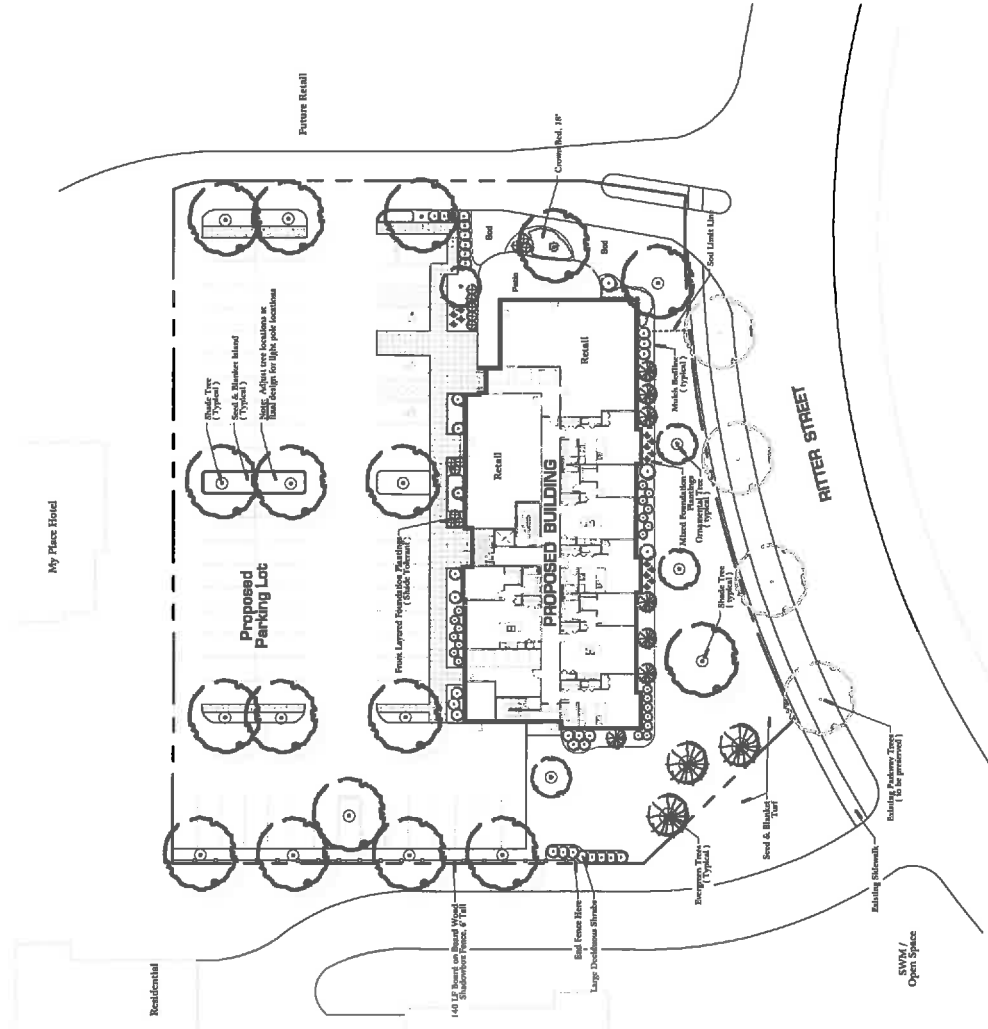 My Place Hotel
Future Retail
Shade Tree
( Typical )
Seed & Blanket Island
( Typical )
Note: Adjust tree locations at
final design for light pole locations
Proposed
Parking Lot
Front Layered Foundation Plantings
( Shade Tolerant )
Crown Bed, 18"
Bed
Patio
Bed
Sod Limit Line
Retail
Retail
PROPOSED BUILDING
Mulch Bedline
( typical )
Mixed Foundation
Plantings
Ornamental Tree
( typical )
Shade Tree
( typical )
RITTER STREET
Existing Parkway Trees
( to be preserved )
Seed & Blanket
Turf
Evergreen Trees
( Typical )
Existing Sidewalk
End Fence Here
Large Deciduous Shrubs
140 LF Board on Board Wood
Shadowbox Fence, 6' Tall
Residential
SWM /
Open Space